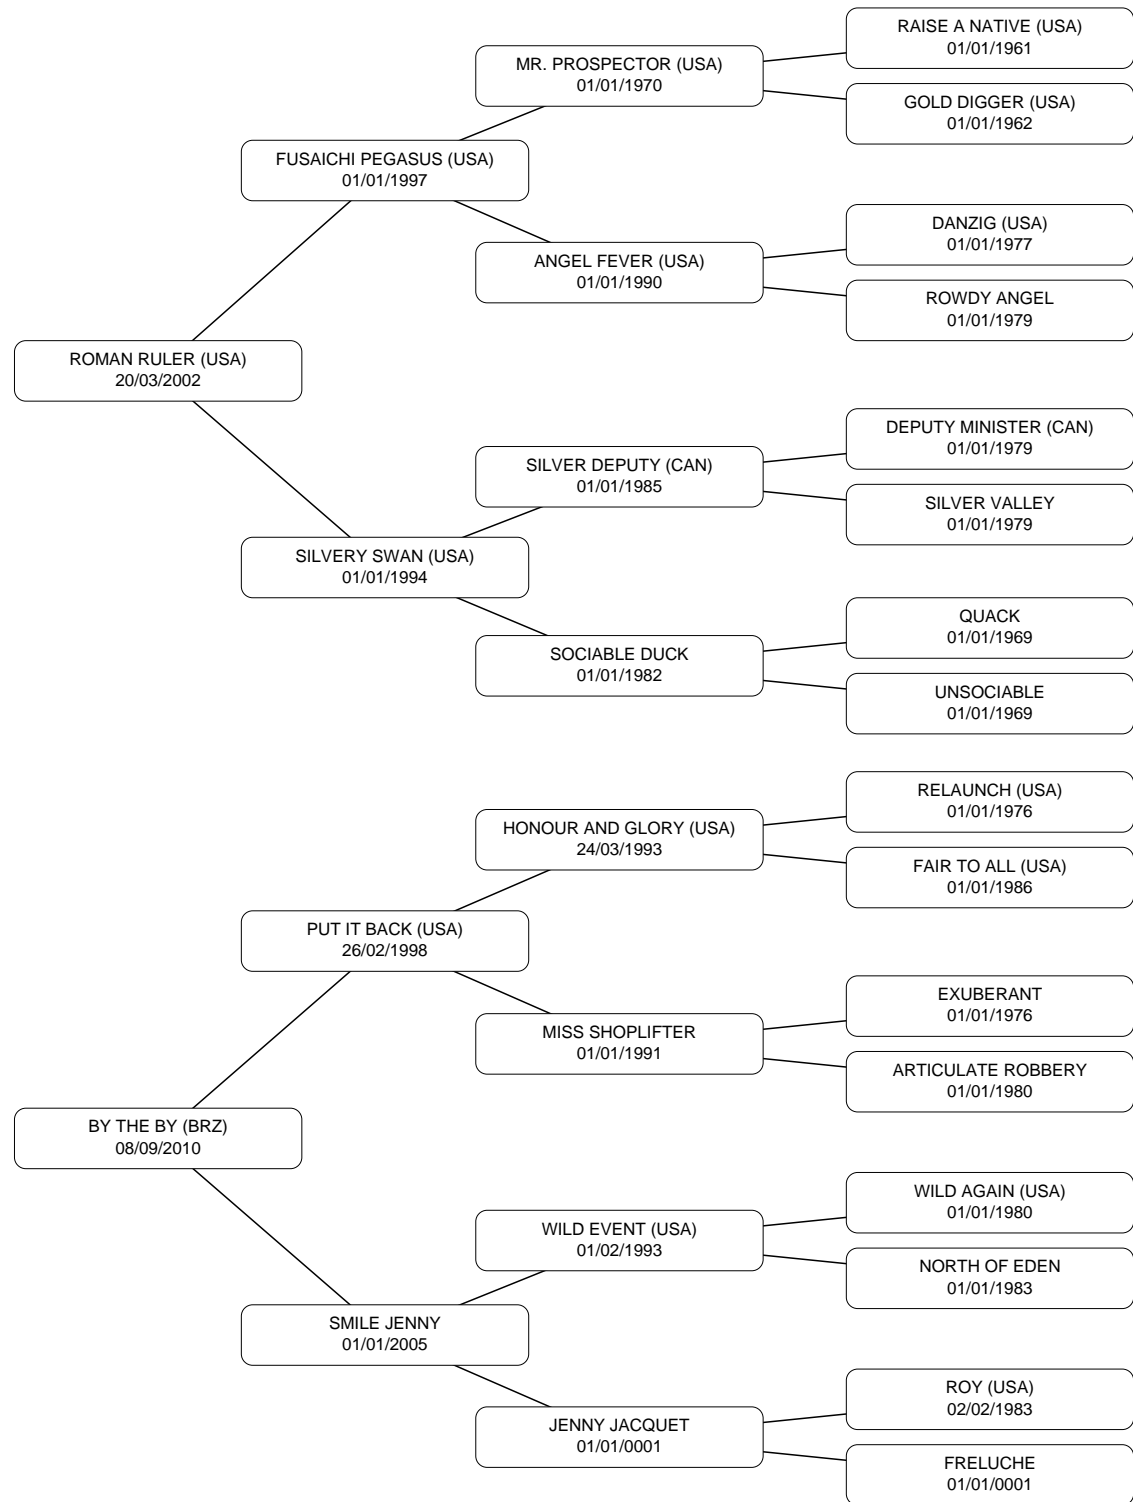 RAISE A NATIVE (USA)
01/01/1961
MR. PROSPECTOR (USA)
01/01/1970
GOLD DIGGER (USA)
01/01/1962
FUSAICHI PEGASUS (USA)
01/01/1997
DANZIG (USA)
01/01/1977
ANGEL FEVER (USA)
01/01/1990
ROWDY ANGEL
01/01/1979
ROMAN RULER (USA)
20/03/2002
DEPUTY MINISTER (CAN)
01/01/1979
SILVER DEPUTY (CAN)
01/01/1985
SILVER VALLEY
01/01/1979
SILVERY SWAN (USA)
01/01/1994
QUACK
01/01/1969
SOCIABLE DUCK
01/01/1982
UNSOCIABLE
01/01/1969
RELAUNCH (USA)
01/01/1976
HONOUR AND GLORY (USA)
24/03/1993
FAIR TO ALL (USA)
01/01/1986
PUT IT BACK (USA)
26/02/1998
EXUBERANT
01/01/1976
MISS SHOPLIFTER
01/01/1991
ARTICULATE ROBBERY
01/01/1980
BY THE BY (BRZ)
08/09/2010
WILD AGAIN (USA)
01/01/1980
WILD EVENT (USA)
01/02/1993
NORTH OF EDEN
01/01/1983
SMILE JENNY
01/01/2005
ROY (USA)
02/02/1983
JENNY JACQUET
01/01/0001
FRELUCHE
01/01/0001